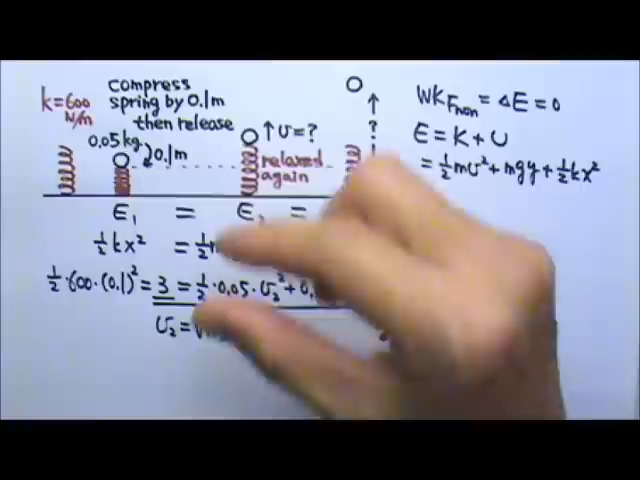 k=600 N/m
compress
spring by 0.1m
then release
0.05kg
0.1m
↑ v=?
relaxed
again
?
WK_Fnon = ΔE = 0
E = K + U
= ½mv² + mgy + ½kx²
E₁ = E₂ =
½kx² = ½
½·600·(0.1)² = 3 = ½·0.05·v₂² + 0.
v₂ =